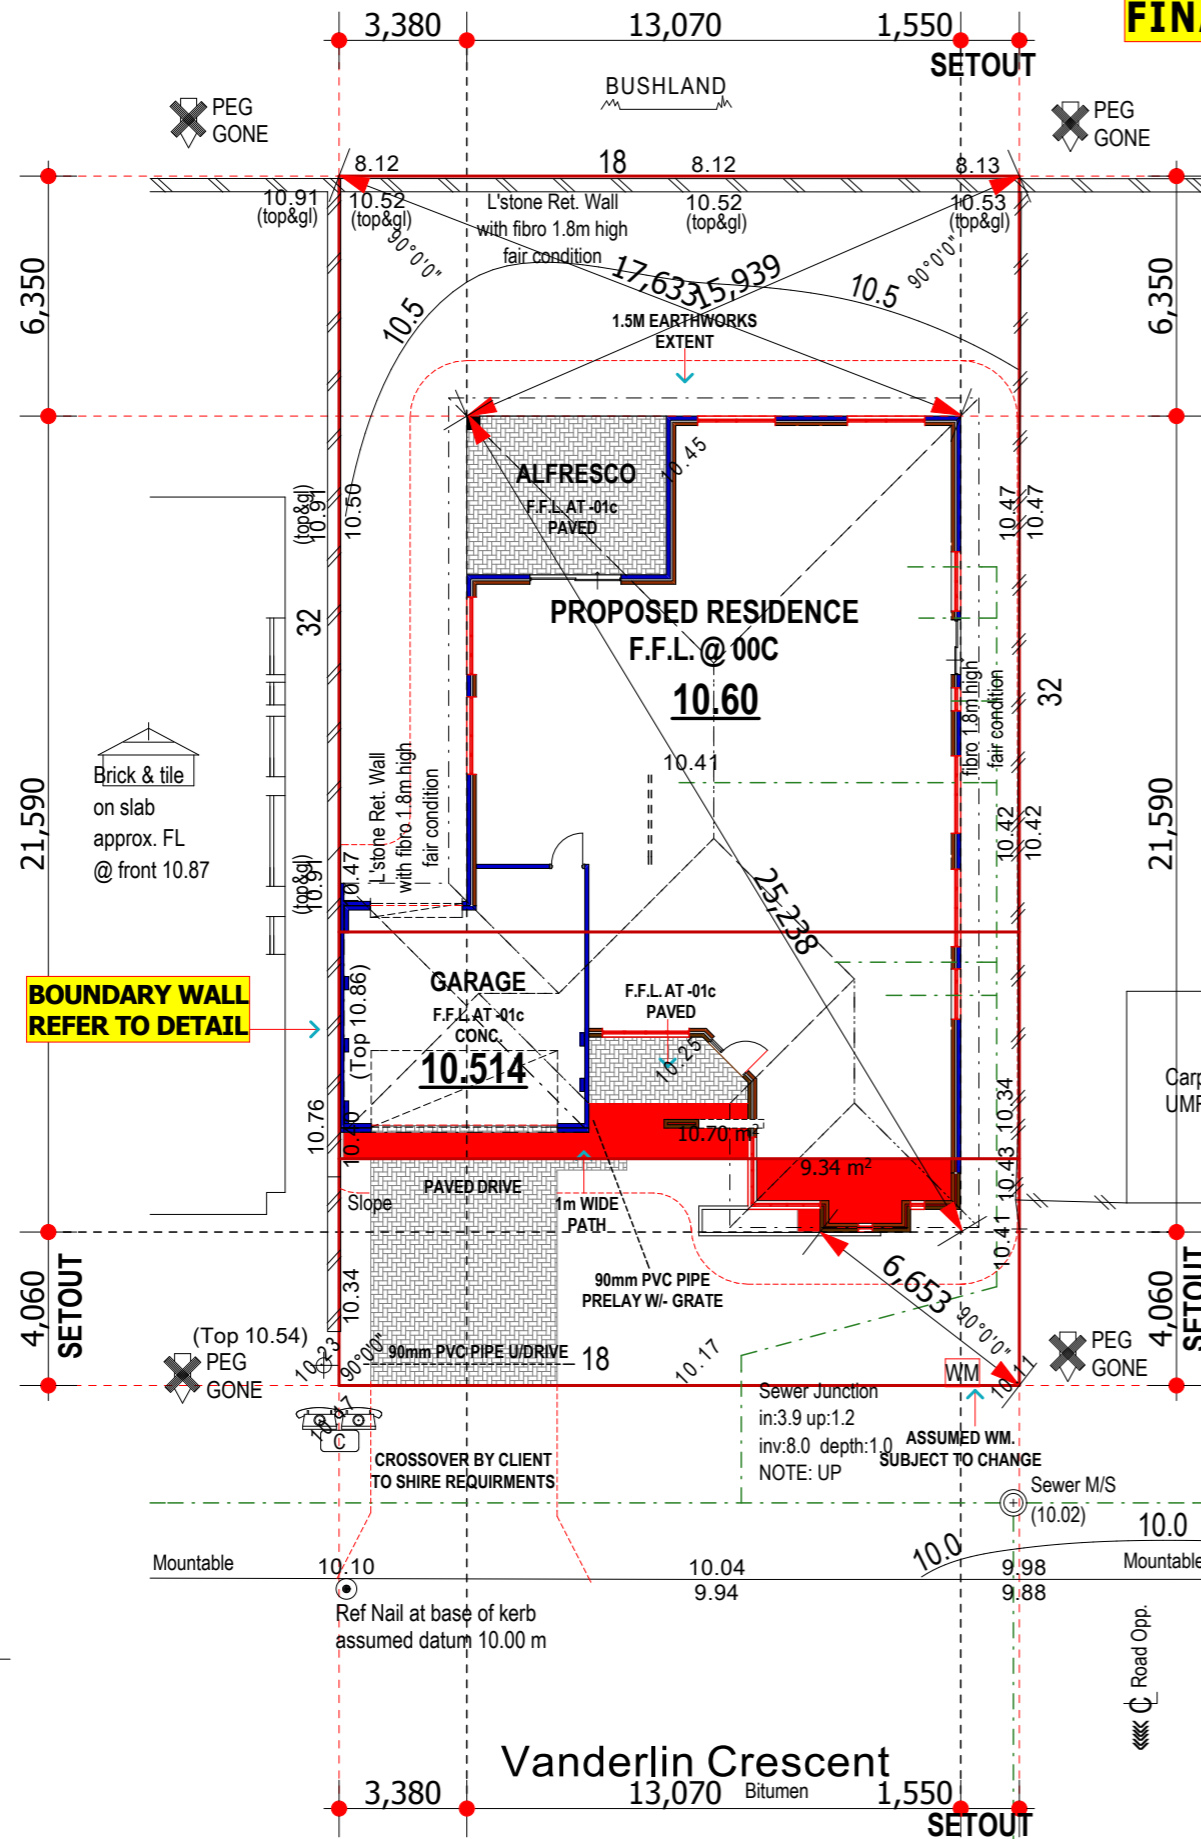 3,380
13,070
1,550
SETOUT
BUSHLAND
PEG
GONE
PEG
GONE
8.12
18
8.12
8.13
10.91
(top&gl)
10.52
(top&gl)
L'stone Ret. Wall
with fibro 1.8m high
fair condition
10.52
(top&gl)
10.53
(top&gl)
90°0'0"
90°0'0"
6,350
6,350
17,633
15,939
10.5
10.5
1.5M EARTHWORKS
EXTENT
ALFRESCO
F.F.L. AT -01c
PAVED
10.45
(top&gl)
10.91
10.50
10.47
10.47
32
32
PROPOSED RESIDENCE
F.F.L. @ 00C
10.60
fibro 1.8m high
fair condition
10.41
Brick & tile
on slab
approx. FL
@ front 10.87
L'stone Ret. Wall
with fibro 1.8m high
fair condition
21,590
21,590
10.42
10.42
(top&gl)
10.91
10.47
25,238
BOUNDARY WALL
REFER TO DETAIL
GARAGE
F.F.L. AT -01c
CONC.
10.514
(Top 10.86)
F.F.L. AT -01c
PAVED
10.25
10.76
10.40
10.34
10.43
10.70 m²
9.34 m²
PAVED DRIVE
Slope
1m WIDE
PATH
10.41
90mm PVC PIPE
PRELAY W/- GRATE
6,653
90°0'0"
4,060
SETOUT
4,060
SETOUT
10.34
(Top 10.54)
PEG
GONE
10.23
90°0'0"
90mm PVC PIPE U/DRIVE
18
10.17
WM
10.11
PEG
GONE
10.17
C
CROSSOVER BY CLIENT
TO SHIRE REQUIRMENTS
Sewer Junction
in:3.9 up:1.2
inv:8.0 depth:1.0
NOTE: UP
ASSUMED WM.
SUBJECT TO CHANGE
Sewer M/S
(10.02)
10.0
10.0
Mountable
10.10
10.04
9.98
Mountable
9.94
9.88
Ref Nail at base of kerb
assumed datum 10.00 m
Road Opp.
Vanderlin Crescent
Bitumen
3,380
13,070
1,550
SETOUT